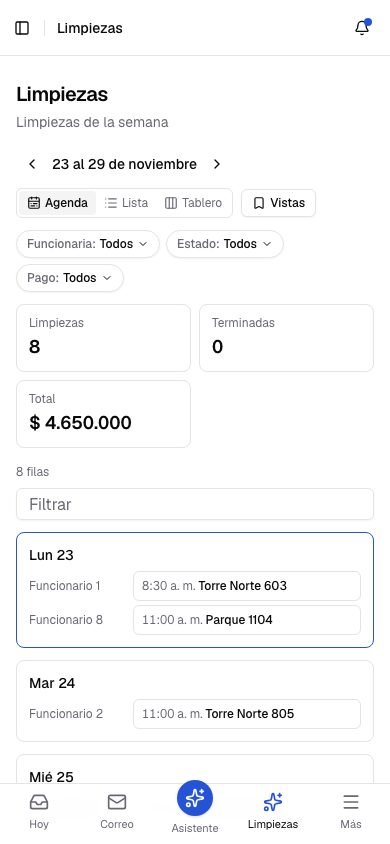 Limpiezas
Limpiezas
Limpiezas de la semana
23 al 29 de noviembre
Agenda Lista Tablero Vistas
Funcionaria: Todos Estado: Todos
Pago: Todos
Limpiezas Terminadas
8 0
Total
$ 4.650.000
8 filas
Filtrar
Lun 23
Funcionario 1 8:30 a. m. Torre Norte 603
Funcionario 8 11:00 a. m. Parque 1104
Mar 24
Funcionario 2 11:00 a. m. Torre Norte 805
Mié 25
Hoy Correo Asistente Limpiezas Más